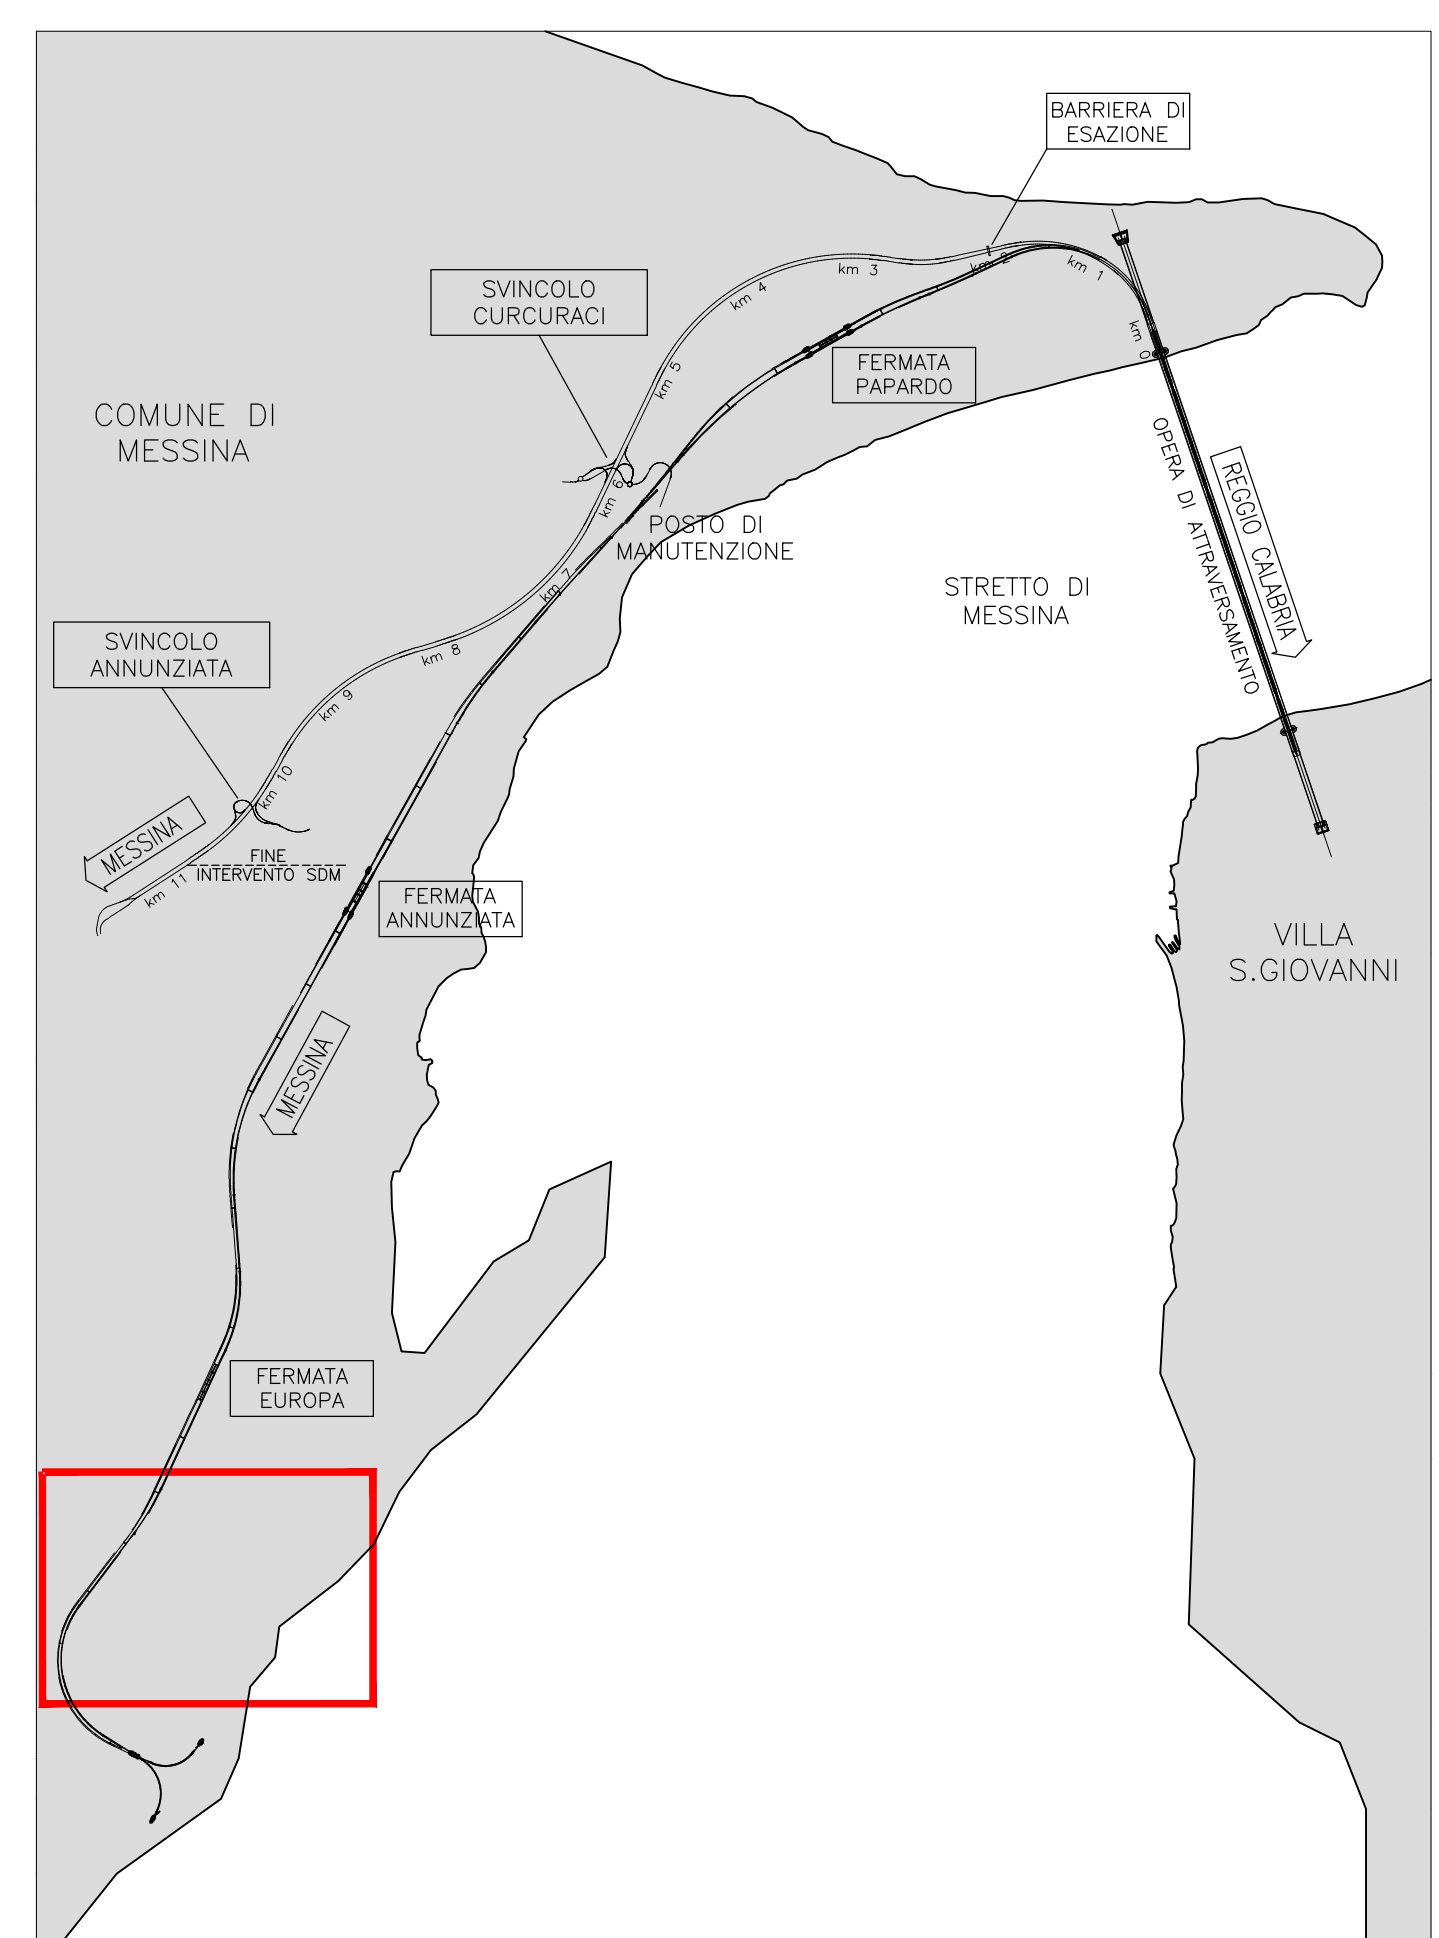 BARRIERA DI
ESAZIONE
km 0
km 1
km 2
km 3
km 4
km 5
km 6
km 7
km 8
km 9
km 10
km 11
SVINCOLO
CURCURACI
FERMATA
PAPARDO
COMUNE DI
MESSINA
OPERA DI ATTRAVERSAMENTO
REGGIO CALABRIA
POSTO DI
MANUTENZIONE
STRETTO DI
MESSINA
SVINCOLO
ANNUNZIATA
MESSINA
FINE
INTERVENTO SDM
FERMATA
ANNUNZIATA
VILLA
S.GIOVANNI
MESSINA
FERMATA
EUROPA